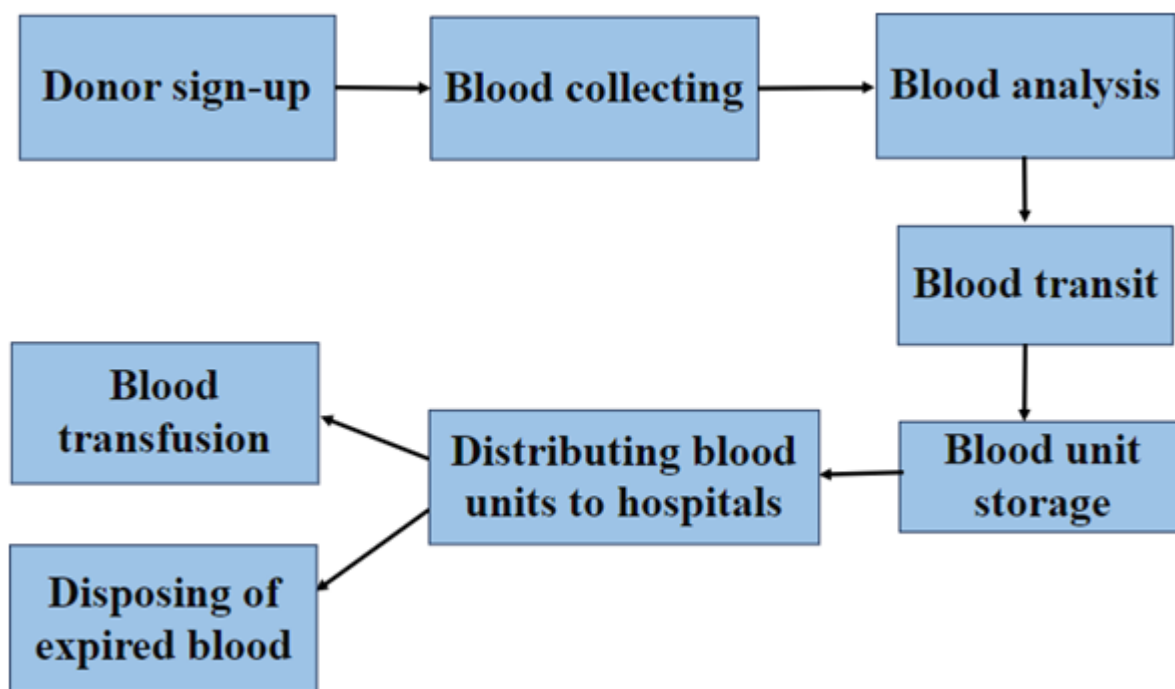 Donor sign-up
Blood collecting
Blood analysis
Blood transit
Blood unit
storage
Distributing blood
units to hospitals
Blood
transfusion
Disposing of
expired blood